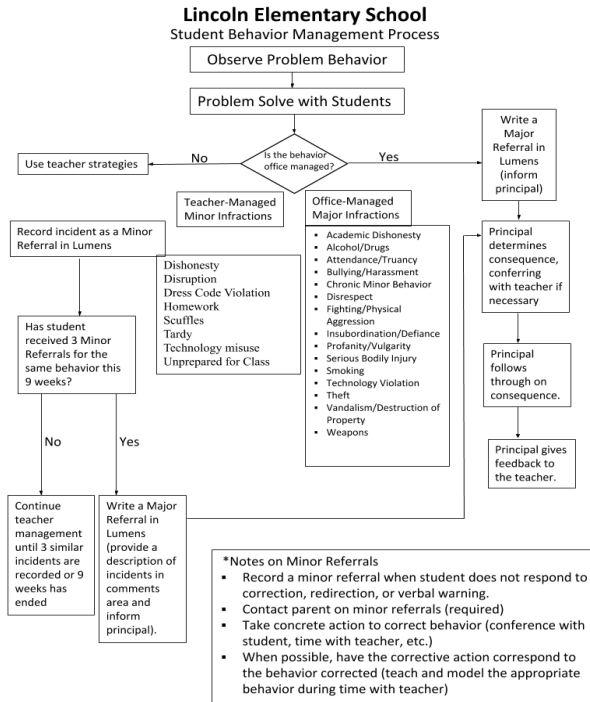 Lincoln Elementary School
Student Behavior Management Process
Observe Problem Behavior
Problem Solve with Students
Is the behavior
office managed?
No
Yes
Use teacher strategies
Write a
Major
Referral in
Lumens
(inform
principal)
Teacher-Managed
Minor Infractions
Office-Managed
Major Infractions
Record incident as a Minor
Referral in Lumens
Dishonesty
Disruption
Dress Code Violation
Homework
Scuffles
Tardy
Technology misuse
Unprepared for Class
▪ Academic Dishonesty
▪ Alcohol/Drugs
▪ Attendance/Truancy
▪ Bullying/Harassment
▪ Chronic Minor Behavior
▪ Disrespect
▪ Fighting/Physical
Aggression
▪ Insubordination/Defiance
▪ Profanity/Vulgarity
▪ Serious Bodily Injury
▪ Smoking
▪ Technology Violation
▪ Theft
▪ Vandalism/Destruction of
Property
▪ Weapons
Principal
determines
consequence,
conferring
with teacher if
necessary
Has student
received 3 Minor
Referrals for the
same behavior this
9 weeks?
Principal
follows
through on
consequence.
No
Yes
Principal gives
feedback to
the teacher.
Continue
teacher
management
until 3 similar
incidents are
recorded or 9
weeks has
ended
Write a Major
Referral in
Lumens
(provide a
description of
incidents in
comments
area and
inform
principal).
*Notes on Minor Referrals
▪ Record a minor referral when student does not respond to
correction, redirection, or verbal warning.
▪ Contact parent on minor referrals (required)
▪ Take concrete action to correct behavior (conference with
student, time with teacher, etc.)
▪ When possible, have the corrective action correspond to
the behavior corrected (teach and model the appropriate
behavior during time with teacher)